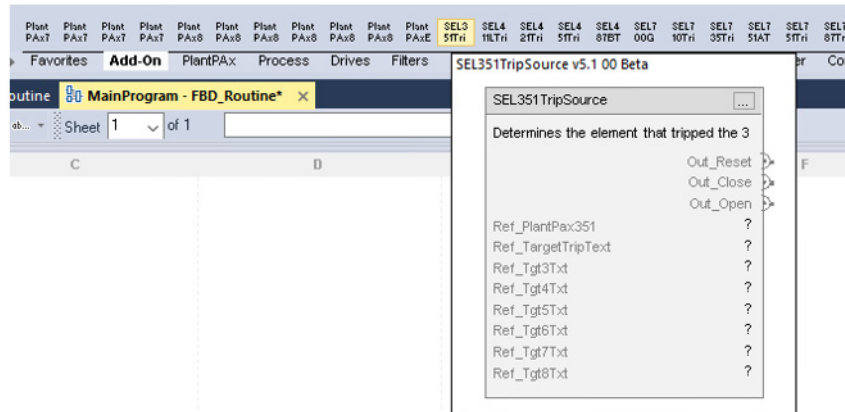 Plant Plant Plant Plant Plant Plant Plant Plant Plant Plant Plant SEL3 SEL4 SEL4 SEL4 SEL4 SEL7 SEL7 SEL7 SEL7 SEL7 SEL7
PAx7 PAx7 PAx7 PAx7 PAx8 PAx8 PAx8 PAx8 PAx8 PAx8 PAxE 51Tri 11LTri 21Tri 51Tri 87BT 00G 10Tri 35Tri 51AT 51Tri 87Tri
Favorites Add-On PlantPAx Process Drives Filters er Co
SEL351TripSource v5.1 00 Beta
outine MainProgram - FBD_Routine* ×
ab... Sheet 1 of 1
SEL351TripSource ...
Determines the element that tripped the 3
C D F
Out_Reset
Out_Close
Out_Open
Ref_PlantPax351 ?
Ref_TargetTripText ?
Ref_Tgt3Txt ?
Ref_Tgt4Txt ?
Ref_Tgt5Txt ?
Ref_Tgt6Txt ?
Ref_Tgt7Txt ?
Ref_Tgt8Txt ?